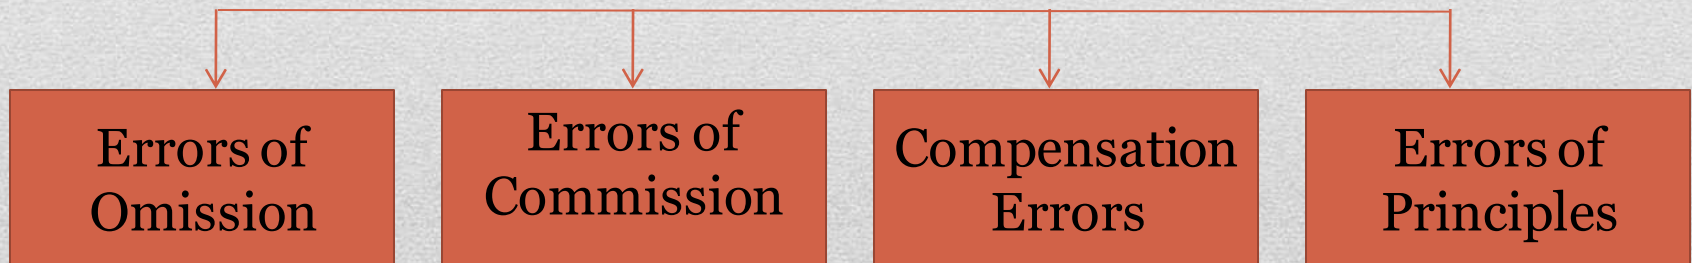 Errors of
Omission
Errors of
Commission
Compensation
Errors
Errors of
Principles